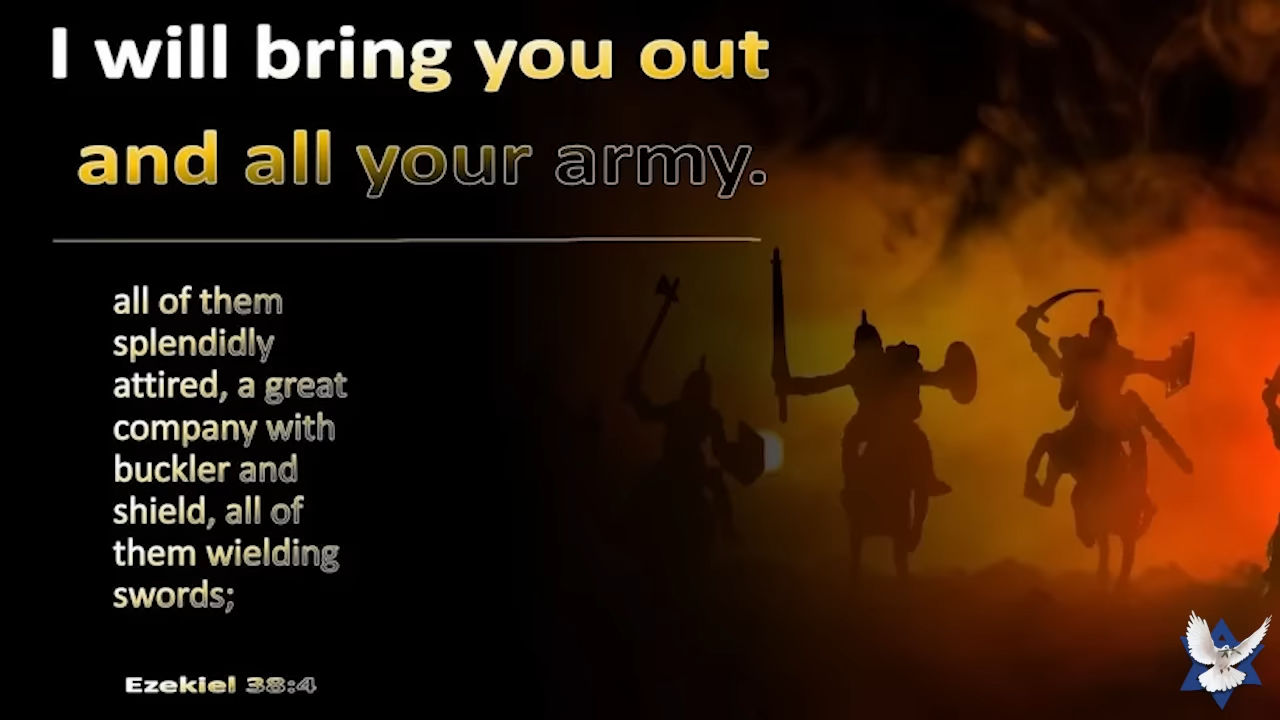 I will bring you out
and all your army.
all of them
splendidly
attired, a great
company with
buckler and
shield, all of
them wielding
swords;
Ezekiel 38:4